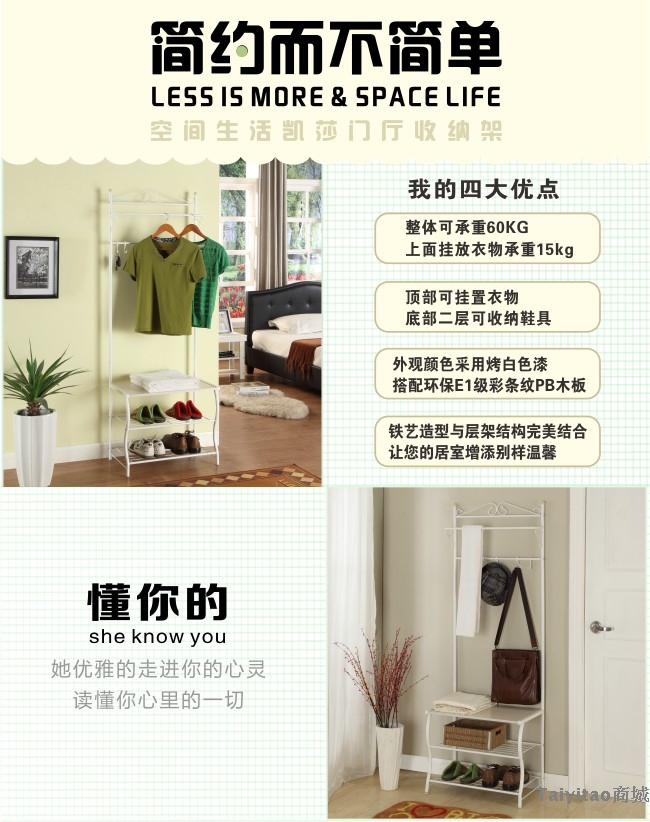 简约而不简单
LESS IS MORE & SPACE LIFE
空间生活凯莎门厅收纳架
我的四大优点
整体可承重60KG
上面挂放衣物承重15kg
顶部可挂置衣物
底部二层可收纳鞋具
外观颜色采用烤白色漆
搭配环保E1级彩条纹PB木板
铁艺造型与层架结构完美结合
让您的居室增添别样温馨
懂你的
she know you
她优雅的走进你的心灵
读懂你心里的一切
Taiyitao商城